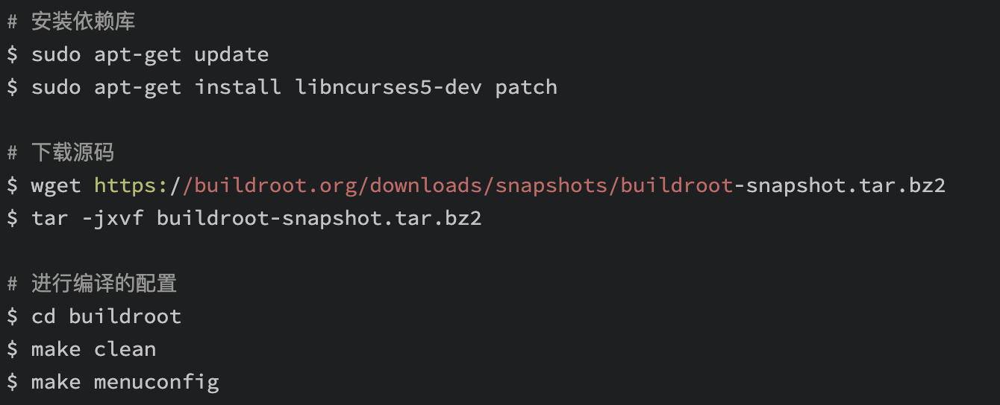 # 安装依赖库
$ sudo apt-get update
$ sudo apt-get install libncurses5-dev patch
# 下载源码
$ wget https://buildroot.org/downloads/snapshots/buildroot-snapshot.tar.bz2
$ tar -jxvf buildroot-snapshot.tar.bz2
# 进行编译的配置
$ cd buildroot
$ make clean
$ make menuconfig